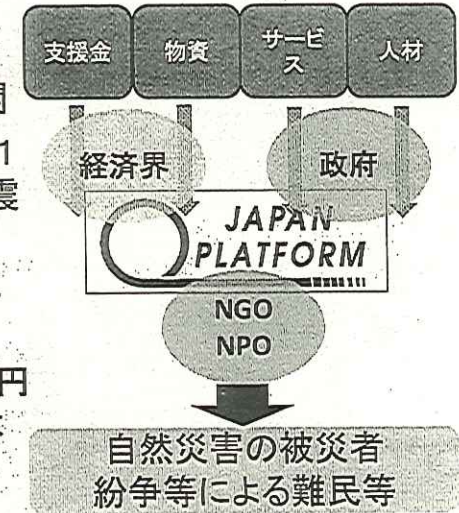 支援金
物資
サービ
ス
人材
経済界
政府
JAPAN
PLATFORM
NGO
NPO
自然災害の被災者
紛争等による難民等
1
震
円